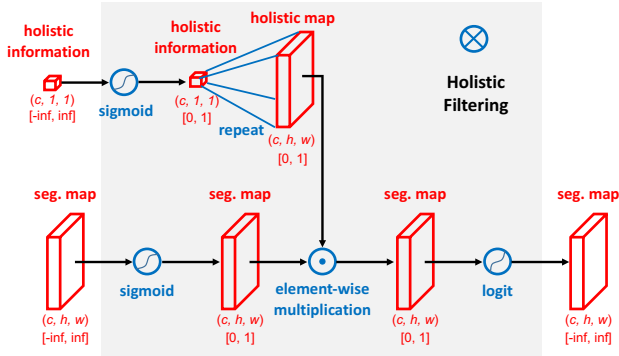 holistic
information
(c, 1, 1)
[-inf, inf]
sigmoid
holistic
information
(c, 1, 1)
[0, 1]
repeat
holistic map
(c, h, w)
[0, 1]
Holistic
Filtering
seg. map
(c, h, w)
[-inf, inf]
sigmoid
seg. map
(c, h, w)
[0, 1]
element-wise
multiplication
seg. map
(c, h, w)
[0, 1]
logit
seg. map
(c, h, w)
[-inf, inf]